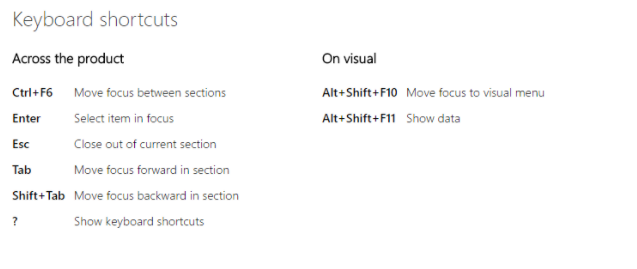 Keyboard shortcuts
Across the product
Ctrl+F6 Move focus between sections
Enter Select item in focus
Esc Close out of current section
Tab Move focus forward in section
Shift+Tab Move focus backward in section
? Show keyboard shortcuts
On visual
Alt+Shift+F10 Move focus to visual menu
Alt+Shift+F11 Show data